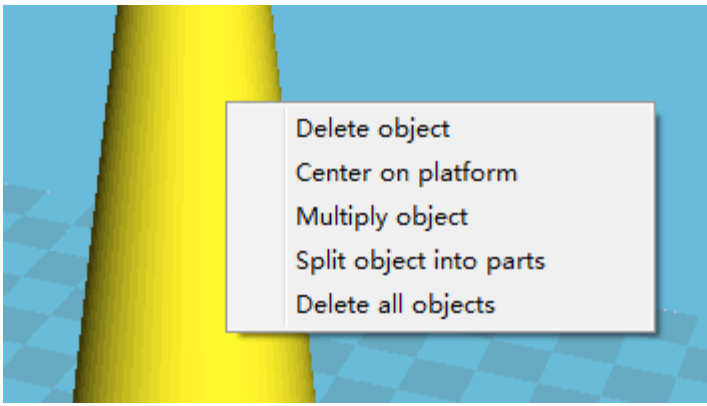 Delete object
Center on platform
Multiply object
Split object into parts
Delete all objects